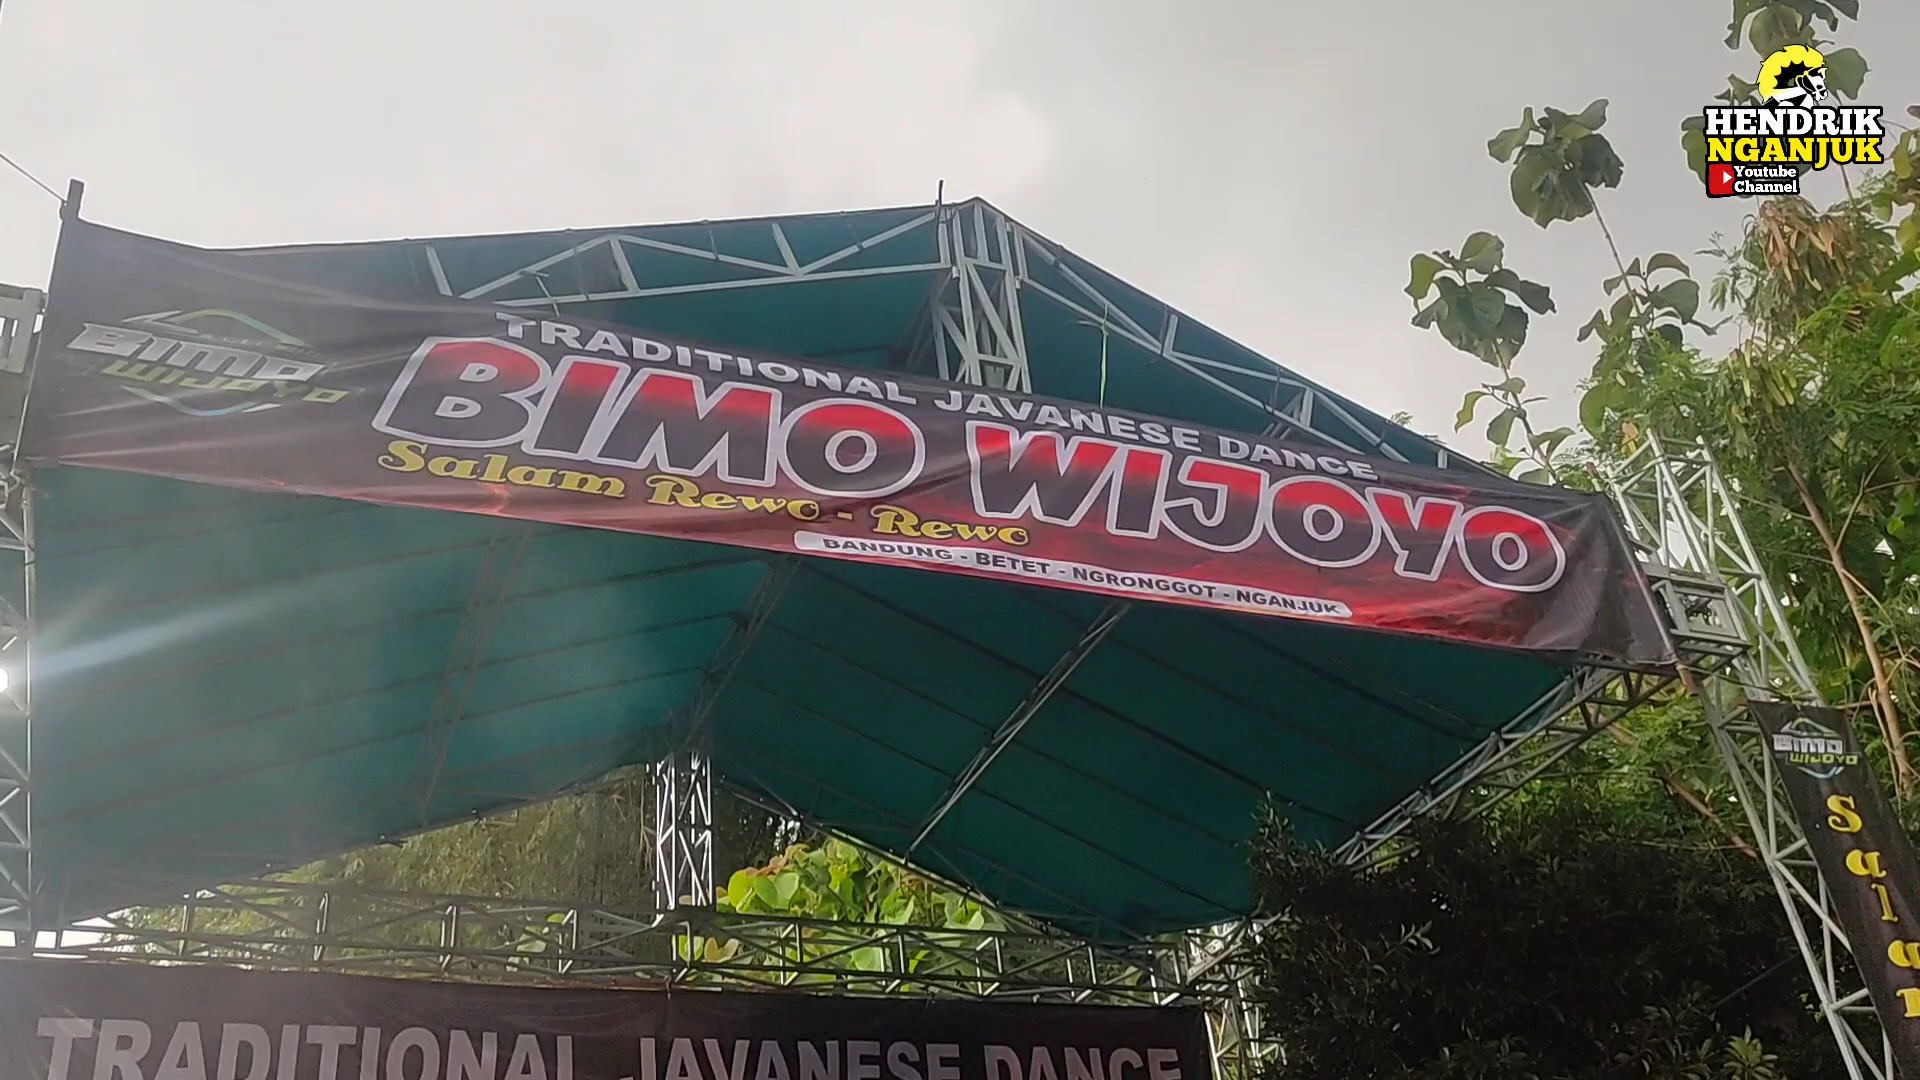 HENDRIK
NGANJUK
Youtube
Channel
BIMO
WIJOYO
TRADITIONAL JAVANESE DANCE
BIMO WIJOYO
Salam Rewo - Rewo
BANDUNG - BETET - NGRONGGOT - NGANJUK
BIMO
WIJOYO
Salam
TRADITIONAL JAVANESE DANCE